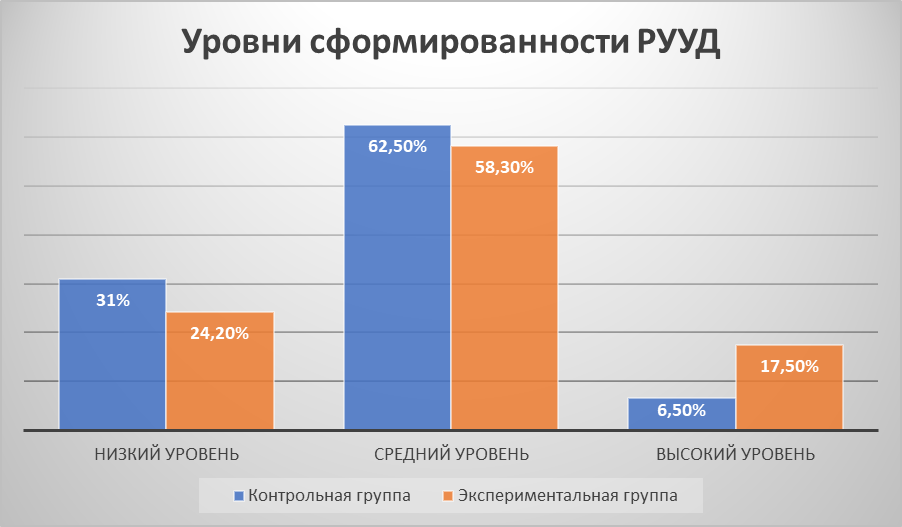 Уровни сформированности РУУД
62,50%
58,30%
31%
24,20%
17,50%
6,50%
НИЗКИЙ УРОВЕНЬ СРЕДНИЙ УРОВЕНЬ ВЫСОКИЙ УРОВЕНЬ
Контрольная группа Экспериментальная группа